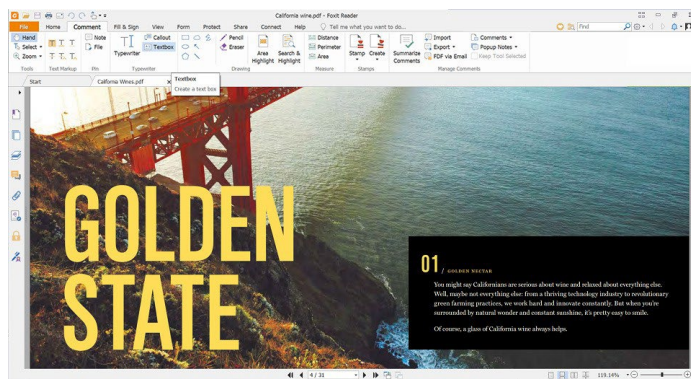 California wine.pdf - Foxit Reader
File Home Comment Fill & Sign View Form Protect Share Connect Help Tell me what you want to do... Find
Hand
Select
Zoom
Tools
Text Markup
Note
File
Pin
Typewriter
Callout
Textbox
Typewriter
Pencil
Eraser
Drawing
Area Highlight
Search & Highlight
Distance
Perimeter
Area
Measure
Stamp Create
Stamps
Summarize Comments
Import
Export
FDF via Email
Comments
Popup Notes
Keep Tool Selected
Manage Comments
Start California Wines.pdf
Textbox
Create a text box
GOLDEN
STATE
01 / GOLDEN NECTAR
You might say Californians are serious about wine and relaxed about everything else.
Well, maybe not everything else: from a thriving technology industry to revolutionary
green farming practices, we work hard and innovate constantly. But when you're
surrounded by natural wonder and constant sunshine, it's pretty easy to smile.
Of course, a glass of California wine always helps.
4 / 31 119.14%